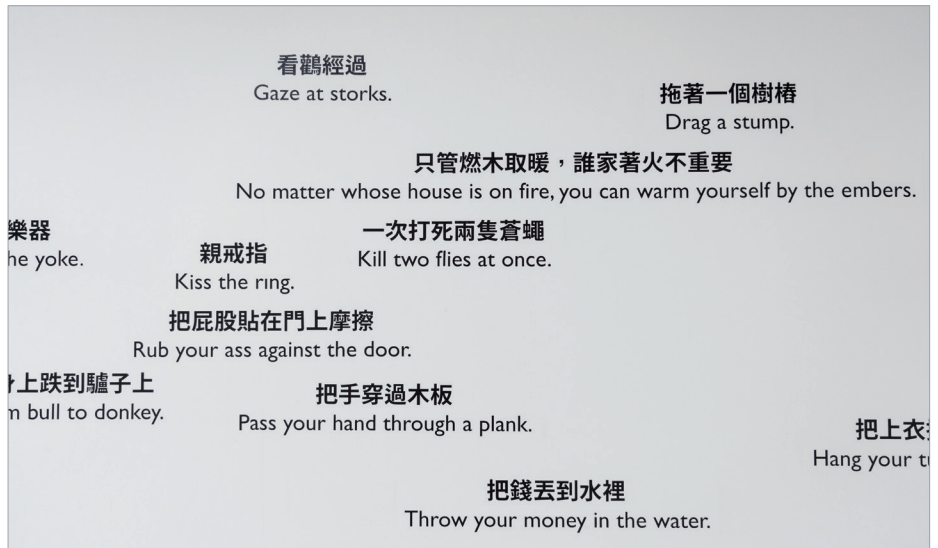 看鸛經過
Gaze at storks.
拖著一個樹樁
Drag a stump.
只管燃木取暖，誰家著火不重要
No matter whose house is on fire, you can warm yourself by the embers.
樂器
he yoke.
一次打死兩隻蒼蠅
Kill two flies at once.
親戒指
Kiss the ring.
把屁股貼在門上摩擦
Rub your ass against the door.
上跌到驢子上
m bull to donkey.
把手穿過木板
Pass your hand through a plank.
把上衣
Hang your t
把錢丟到水裡
Throw your money in the water.